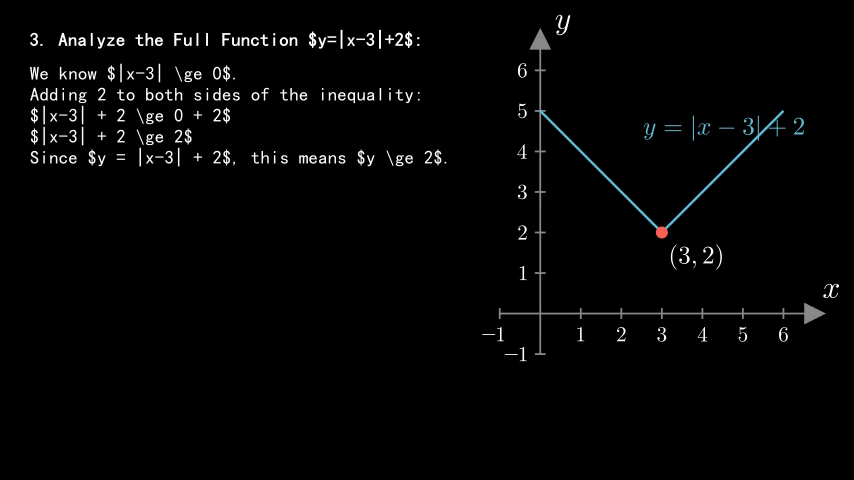 3. Analyze the Full Function $y=|x-3|+2$:
We know $|x-3| \ge 0$.
Adding 2 to both sides of the inequality:
$|x-3| + 2 \ge 0 + 2$
$|x-3| + 2 \ge 2$
Since $y = |x-3| + 2$, this means $y \ge 2$.
y
6
5
y = |x − 3| + 2
4
3
2
(3, 2)
1
x
−1 1 2 3 4 5 6
−1